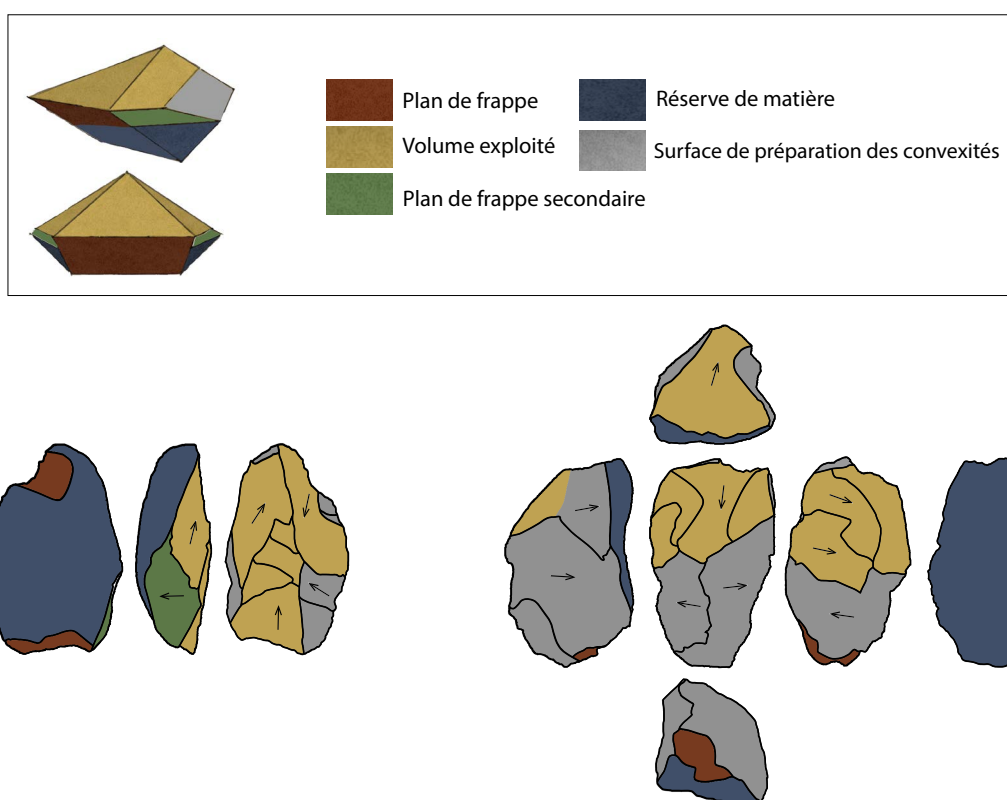 Plan de frappe
Volume exploité
Plan de frappe secondaire
Réserve de matière
Surface de préparation des convexités